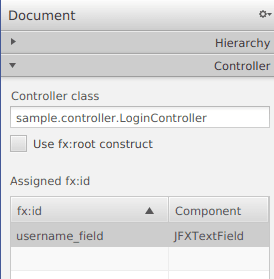 Document
Hierarchy
Controller
Controller class
sample.controller.LoginController
Use fx:root construct
Assigned fx:id
fx:id Component
username_field JFXTextField